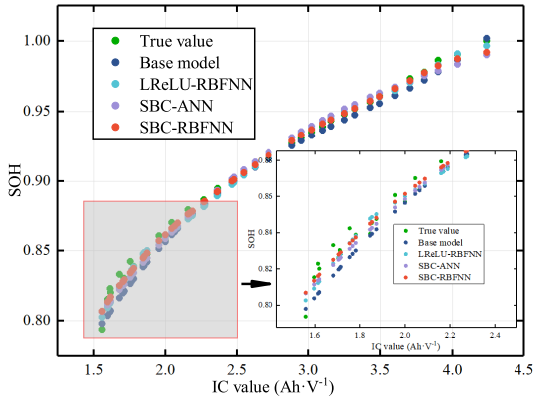 1.00
0.95
0.90
0.85
0.80
SOH
True value
Base model
LReLU-RBFNN
SBC-ANN
SBC-RBFNN
0.88
0.86
0.84
0.82
0.80
SOH
True value
Base model
LReLU-RBFNN
SBC-ANN
SBC-RBFNN
1.6 1.8 2.0 2.2 2.4
IC value (Ah·V⁻¹)
1.5 2.0 2.5 3.0 3.5 4.0 4.5
IC value (Ah·V⁻¹)